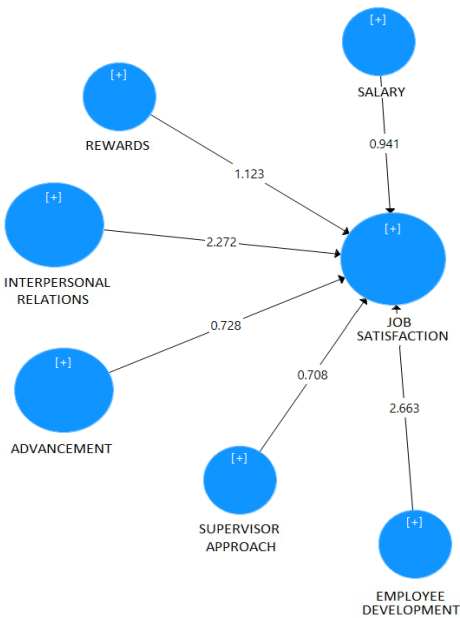 [+]
SALARY
[+]
REWARDS
0.941
1.123
[+]
INTERPERSONAL
RELATIONS
2.272
[+]
JOB
SATISFACTION
0.728
[+]
ADVANCEMENT
0.708
2.663
[+]
SUPERVISOR
APPROACH
[+]
EMPLOYEE
DEVELOPMENT